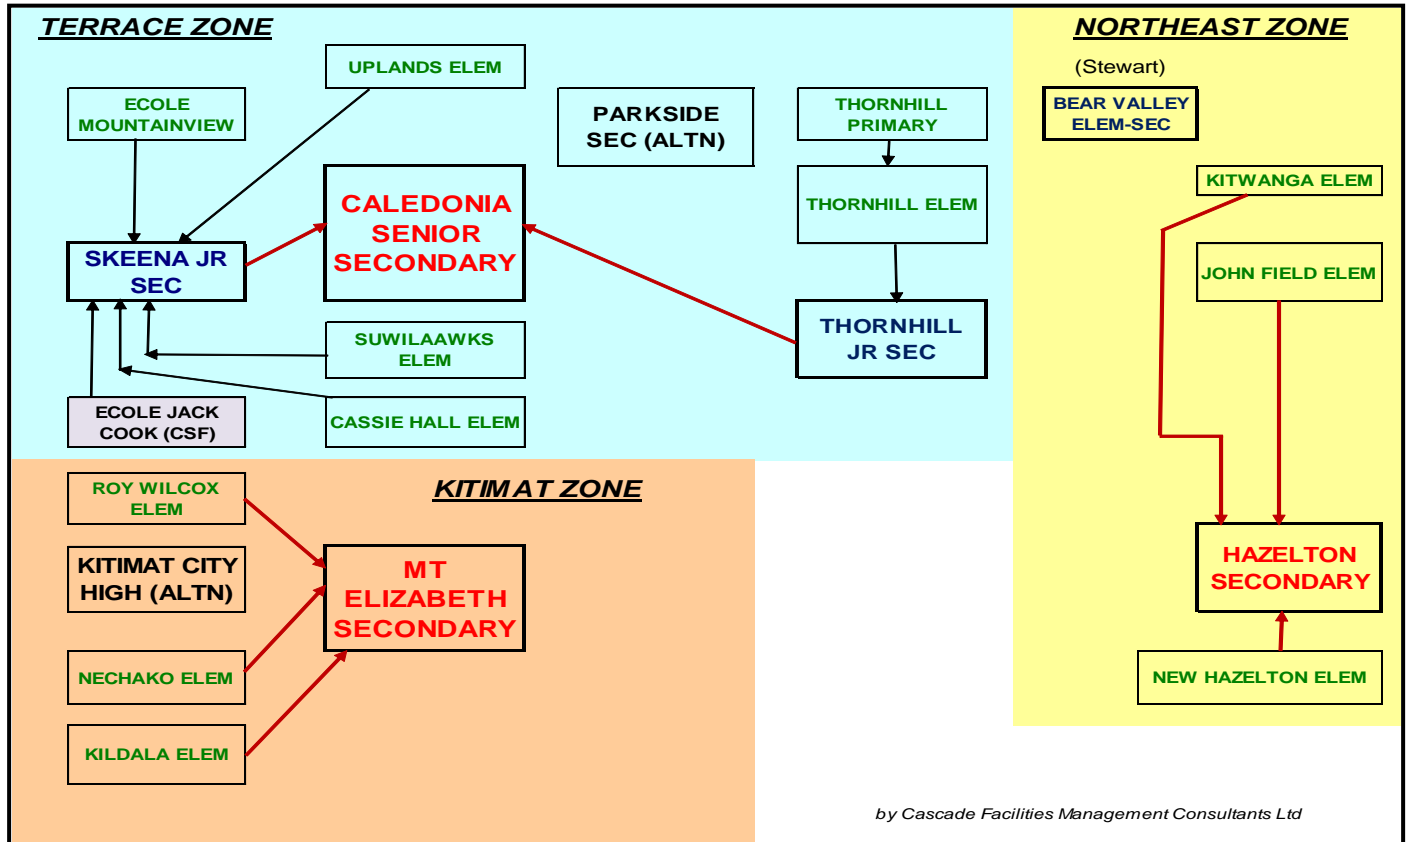 TERRACE ZONE
NORTHEAST ZONE
UPLANDS ELEM
(Stewart)
ECOLE
MOUNTAINVIEW
PARKSIDE
SEC (ALTN)
THORNHILL
PRIMARY
BEAR VALLEY
ELEM-SEC
KITWANGA ELEM
CALEDONIA
SENIOR
SECONDARY
THORNHILL ELEM
SKEENA JR
SEC
JOHN FIELD ELEM
THORNHILL
JR SEC
SUWILAAWKS
ELEM
ECOLE JACK
COOK (CSF)
CASSIE HALL ELEM
ROY WILCOX
ELEM
KITIMAT ZONE
KITIMAT CITY
HIGH (ALTN)
MT
ELIZABETH
SECONDARY
HAZELTON
SECONDARY
NECHAKO ELEM
NEW HAZELTON ELEM
KILDALA ELEM
by Cascade Facilities Management Consultants Ltd